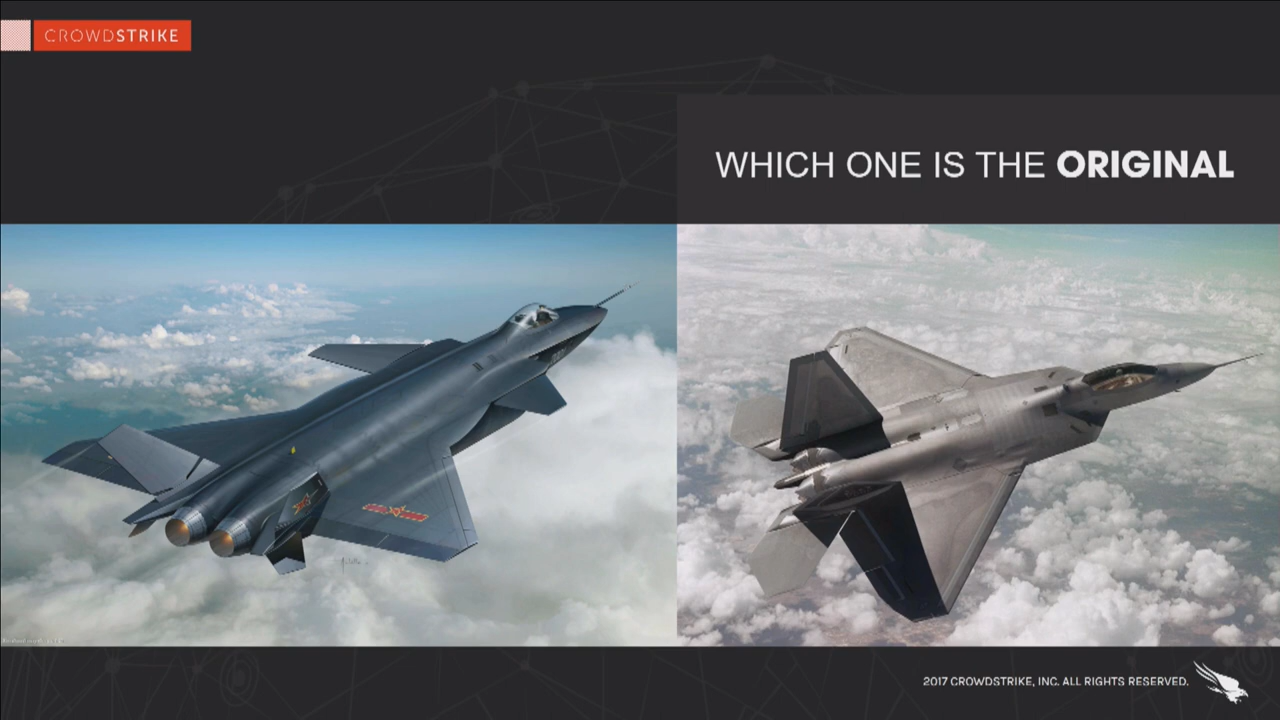 CROWDSTRIKE
WHICH ONE IS THE ORIGINAL
2017 CROWDSTRIKE, INC. ALL RIGHTS RESERVED.